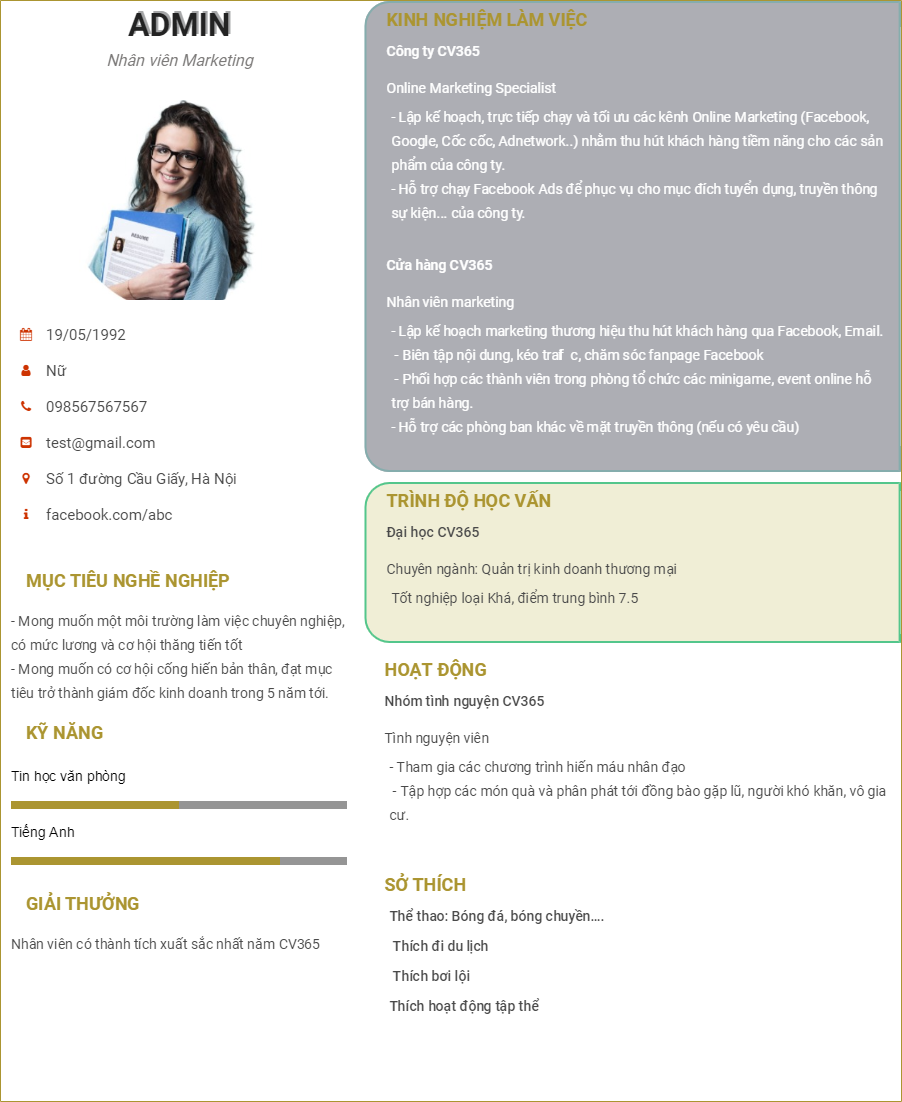 ADMIN
Nhân viên Marketing
RESUME
19/05/1992
Nữ
098567567567
test@gmail.com
Số 1 đường Cầu Giấy, Hà Nội
facebook.com/abc
MỤC TIÊU NGHỀ NGHIỆP
- Mong muốn một môi trường làm việc chuyên nghiệp,
có mức lương và cơ hội thăng tiến tốt
- Mong muốn có cơ hội cống hiến bản thân, đạt mục
tiêu trở thành giám đốc kinh doanh trong 5 năm tới.
KỸ NĂNG
Tin học văn phòng
Tiếng Anh
GIẢI THƯỞNG
Nhân viên có thành tích xuất sắc nhất năm CV365
KINH NGHIỆM LÀM VIỆC
Công ty CV365
Online Marketing Specialist
- Lập kế hoạch, trực tiếp chạy và tối ưu các kênh Online Marketing (Facebook,
Google, Cốc cốc, Adnetwork..) nhằm thu hút khách hàng tiềm năng cho các sản
phẩm của công ty.
- Hỗ trợ chạy Facebook Ads để phục vụ cho mục đích tuyển dụng, truyền thông
sự kiện... của công ty.
Cửa hàng CV365
Nhân viên marketing
- Lập kế hoạch marketing thương hiệu thu hút khách hàng qua Facebook, Email.
- Biên tập nội dung, kéo traf c, chăm sóc fanpage Facebook
- Phối hợp các thành viên trong phòng tổ chức các minigame, event online hỗ
trợ bán hàng.
- Hỗ trợ các phòng ban khác về mặt truyền thông (nếu có yêu cầu)
TRÌNH ĐỘ HỌC VẤN
Đại học CV365
Chuyên ngành: Quản trị kinh doanh thương mại
Tốt nghiệp loại Khá, điểm trung bình 7.5
HOẠT ĐỘNG
Nhóm tình nguyện CV365
Tình nguyện viên
- Tham gia các chương trình hiến máu nhân đạo
- Tập hợp các món quà và phân phát tới đồng bào gặp lũ, người khó khăn, vô gia
cư.
SỞ THÍCH
Thể thao: Bóng đá, bóng chuyền....
Thích đi du lịch
Thích bơi lội
Thích hoạt động tập thể